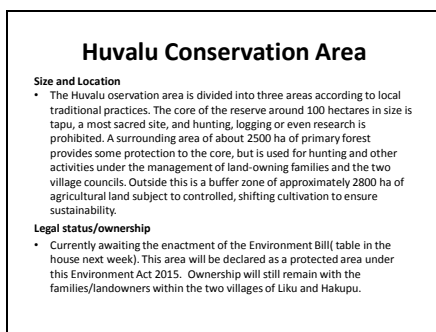 Huvalu Conservation Area
Size and Location
• The Huvalu oservation area is divided into three areas according to local
traditional practices. The core of the reserve around 100 hectares in size is
tapu, a most sacred site, and hunting, logging or even research is
prohibited. A surrounding area of about 2500 ha of primary forest
provides some protection to the core, but is used for hunting and other
activities under the management of land-owning families and the two
village councils. Outside this is a buffer zone of approximately 2800 ha of
agricultural land subject to controlled, shifting cultivation to ensure
sustainability.
Legal status/ownership
• Currently awaiting the enactment of the Environment Bill( table in the
house next week). This area will be declared as a protected area under
this Environment Act 2015.  Ownership will still remain with the
families/landowners within the two villages of Liku and Hakupu.